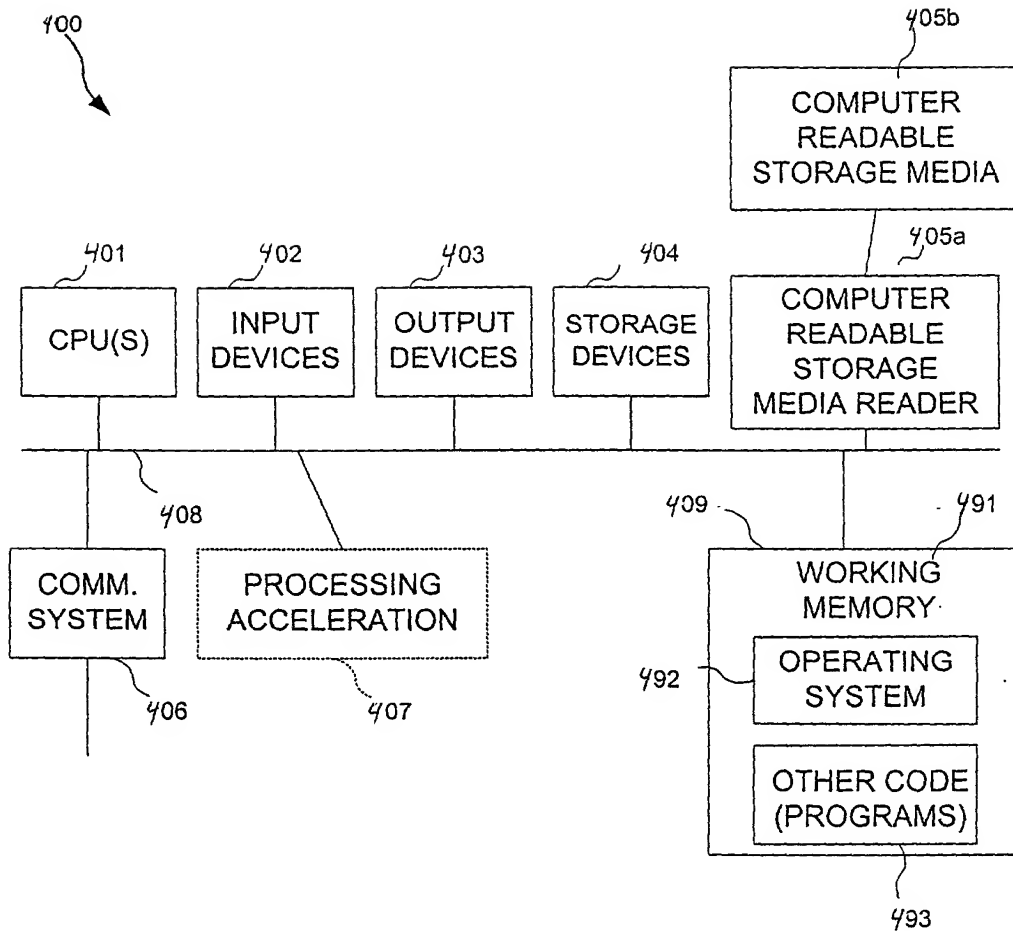 400
405b
COMPUTER
READABLE
STORAGE MEDIA
401
402
403
404
405a
CPU(S)
INPUT
DEVICES
OUTPUT
DEVICES
STORAGE
DEVICES
COMPUTER
READABLE
STORAGE
MEDIA READER
408
409
491
COMM.
SYSTEM
PROCESSING
ACCELERATION
WORKING
MEMORY
492
OPERATING
SYSTEM
406
407
OTHER CODE
(PROGRAMS)
493